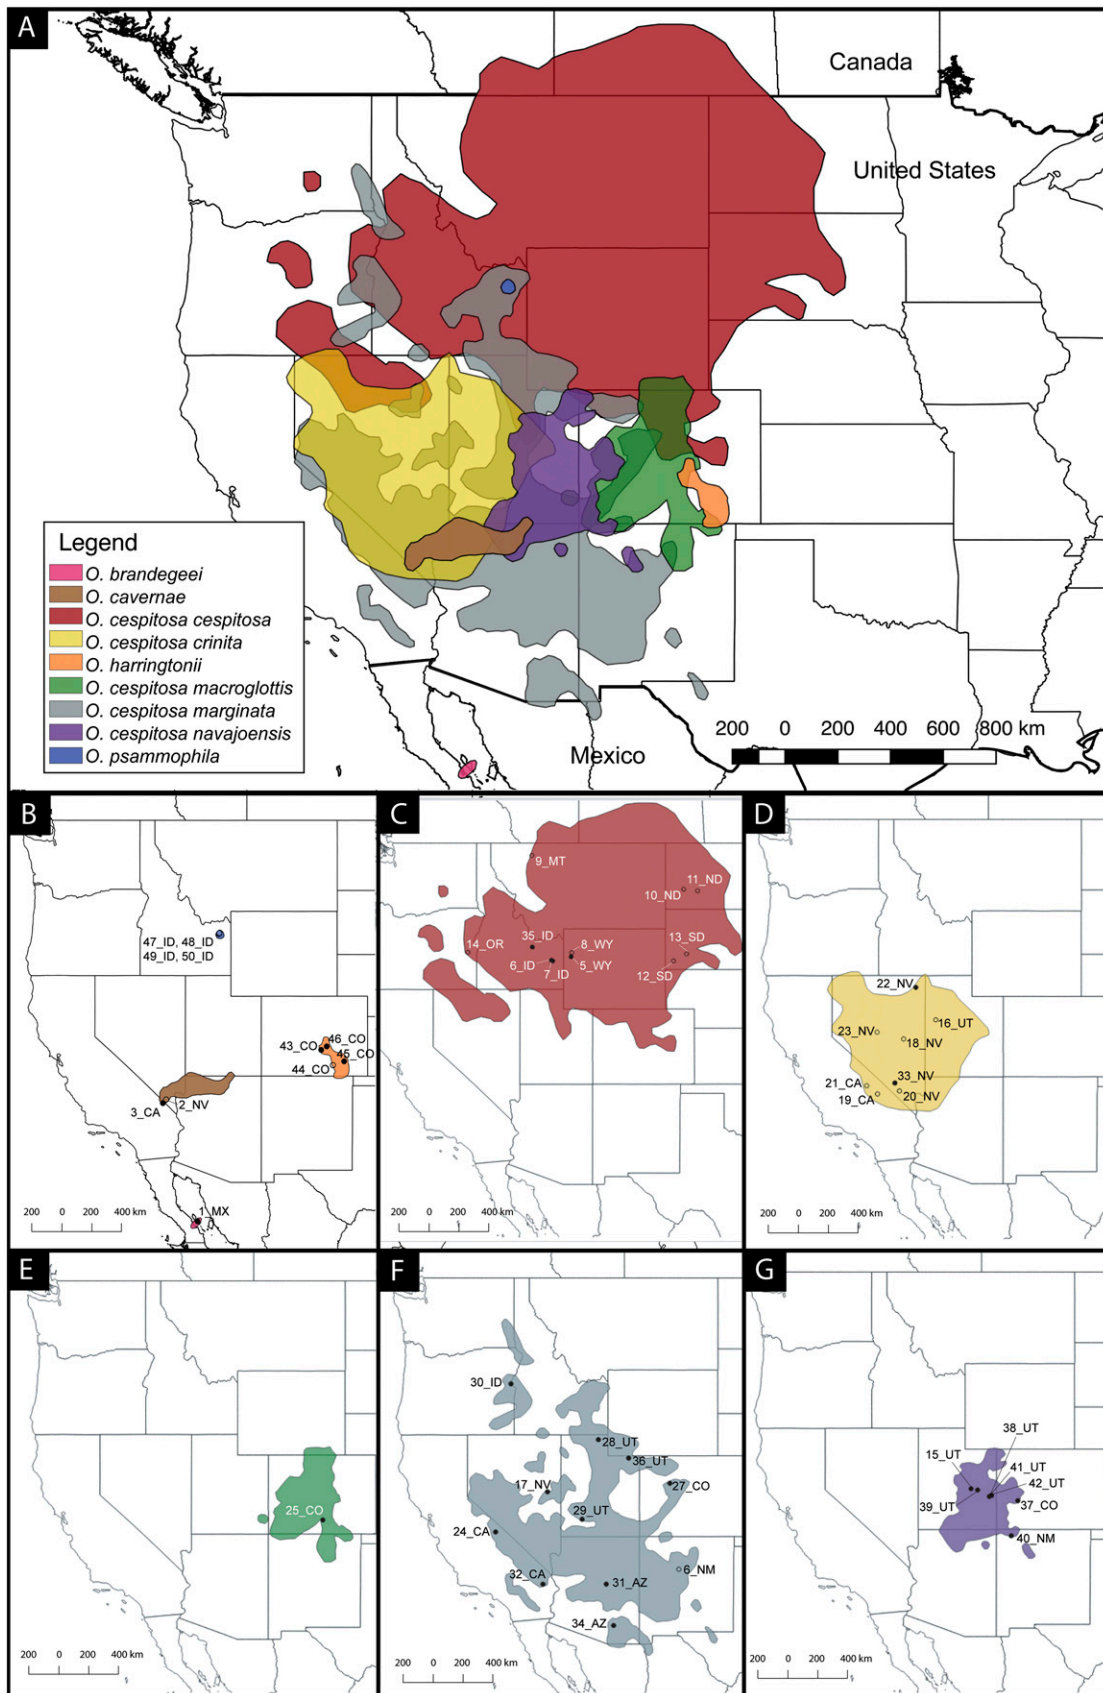 A
Canada
United States
Mexico
200 0 200 400 600 800 km
Legend
O. brandegeei
O. cavernae
O. cespitosa cespitosa
O. cespitosa crinita
O. harringtonii
O. cespitosa macroglottis
O. cespitosa marginata
O. cespitosa navajoensis
O. psammophila
B
47_ID, 48_ID
49_ID, 50_ID
46_CO
43_CO
45_CO
44_CO
2_NV
3_CA
1_MX
200 0 200 400 km
C
9_MT
11_ND
10_ND
35_ID
14_OR
8_WY
13_SD
6_ID
5_WY
7_ID
12_SD
200 0 200 400 km
D
22_NV
16_UT
23_NV
18_NV
33_NV
21_CA
20_NV
19_CA
200 0 200 400 km
E
25_CO
200 0 200 400 km
F
30_ID
28_UT
36_UT
17_NV
27_CO
29_UT
24_CA
6_NM
32_CA
31_AZ
34_AZ
200 0 200 400 km
G
38_UT
15_UT
41_UT
42_UT
39_UT
37_CO
40_NM
200 0 200 400 km